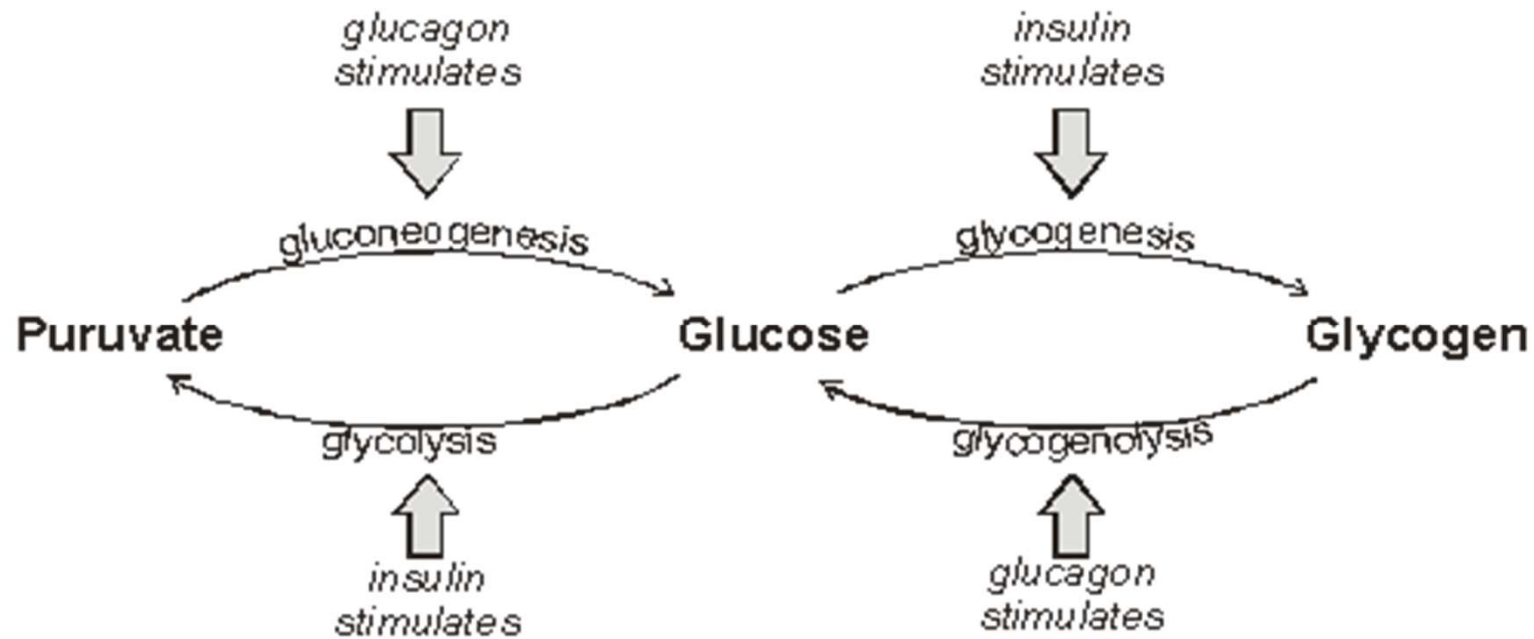 glucagon
stimulates
insulin
stimulates
gluconeogenesis
glycogenesis
Puruvate
Glucose
Glycogen
glycolysis
glycogenolysis
insulin
stimulates
glucagon
stimulates